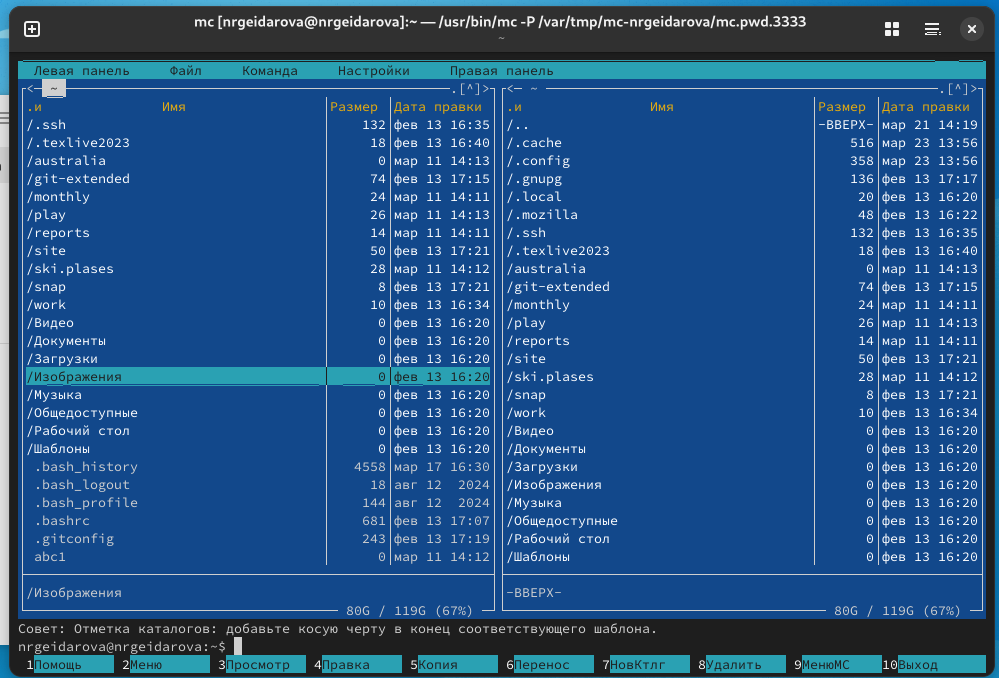 mc [nrgeidarova@nrgeidarova]:~ — /usr/bin/mc -P /var/tmp/mc-nrgeidarova/mc.pwd.3333
~
Левая панель Файл Команда Настройки Правая панель
<— ~ .[^]> <— ~ .[^]>
.и Имя Размер Дата правки .и Имя Размер Дата правки
/.ssh 132 фев 13 16:35 /.. -ВВЕРХ- мар 21 14:19
/.texlive2023 18 фев 13 16:40 /.cache 516 мар 23 13:56
/australia 0 мар 11 14:13 /.config 358 мар 23 13:56
/git-extended 74 фев 13 17:15 /.gnupg 136 фев 13 17:17
/monthly 24 мар 11 14:11 /.local 20 фев 13 16:20
/play 26 мар 11 14:13 /.mozilla 48 фев 13 16:22
/reports 14 мар 11 14:11 /.ssh 132 фев 13 16:35
/site 50 фев 13 17:21 /.texlive2023 18 фев 13 16:40
/ski.plases 28 мар 11 14:12 /australia 0 мар 11 14:13
/snap 8 фев 13 17:21 /git-extended 74 фев 13 17:15
/work 10 фев 13 16:34 /monthly 24 мар 11 14:11
/Видео 0 фев 13 16:20 /play 26 мар 11 14:13
/Документы 0 фев 13 16:20 /reports 14 мар 11 14:11
/Загрузки 0 фев 13 16:20 /site 50 фев 13 17:21
/Изображения 0 фев 13 16:20 /ski.plases 28 мар 11 14:12
/Музыка 0 фев 13 16:20 /snap 8 фев 13 17:21
/Общедоступные 0 фев 13 16:20 /work 10 фев 13 16:34
/Рабочий стол 0 фев 13 16:20 /Видео 0 фев 13 16:20
/Шаблоны 0 фев 13 16:20 /Документы 0 фев 13 16:20
.bash_history 4558 мар 17 16:30 /Загрузки 0 фев 13 16:20
.bash_logout 18 авг 12 2024 /Изображения 0 фев 13 16:20
.bash_profile 144 авг 12 2024 /Музыка 0 фев 13 16:20
.bashrc 681 фев 13 17:07 /Общедоступные 0 фев 13 16:20
.gitconfig 243 фев 13 17:19 /Рабочий стол 0 фев 13 16:20
abc1 0 мар 11 14:12 /Шаблоны 0 фев 13 16:20
/Изображения -ВВЕРХ-
80G / 119G (67%) 80G / 119G (67%)
Совет: Отметка каталогов: добавьте косую черту в конец соответствующего шаблона.
nrgeidarova@nrgeidarova:~$
1Помощь 2Меню 3Просмотр 4Правка 5Копия 6Перенос 7НовКтлг 8Удалить 9МенюMC 10Выход